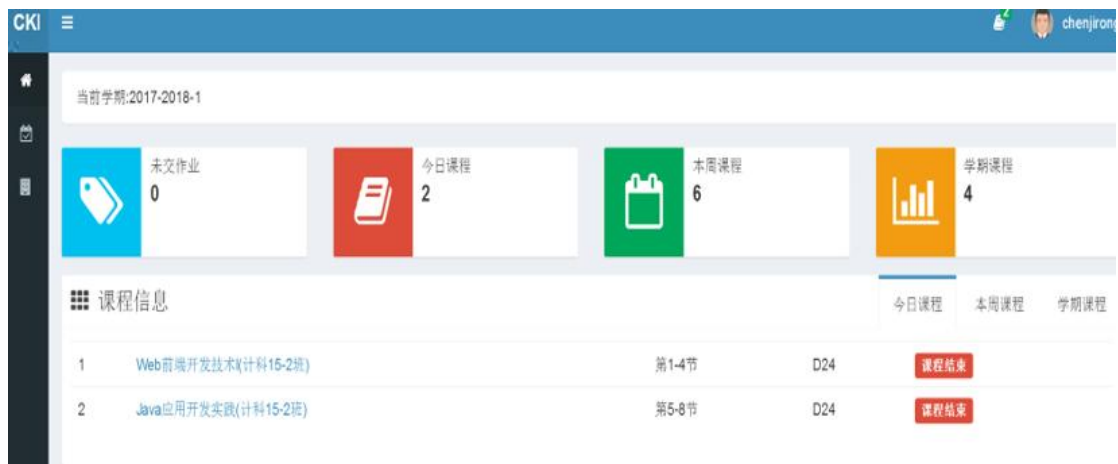 CKI
2
chenjirong
当前学期:2017-2018-1
未交作业
0
今日课程
2
本周课程
6
学期课程
4
课程信息
今日课程 本周课程 学期课程
1 Web前端开发技术I(计科15-2班) 第1-4节 D24 课程结束
2 Java应用开发实践(计科15-2班) 第5-8节 D24 课程结束